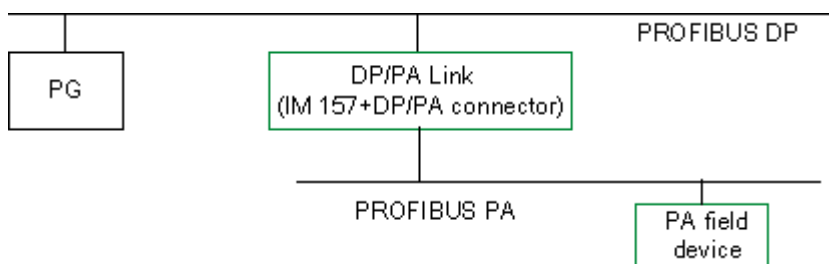 PROFIBUS DP
PG
DP/PA Link
(IM 157+DP/PA connector)
PROFIBUS PA
PA field
device